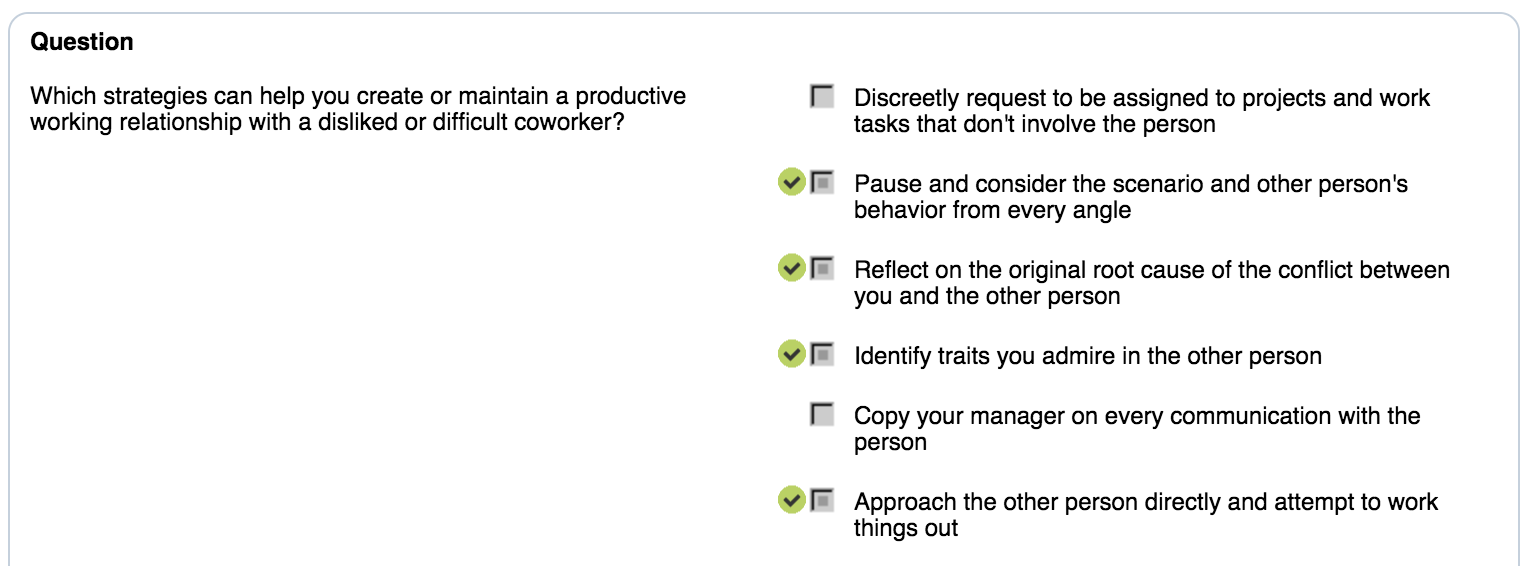 Question
Which strategies can help you create or maintain a productive
working relationship with a disliked or difficult coworker?
Discreetly request to be assigned to projects and work
tasks that don't involve the person
Pause and consider the scenario and other person's
behavior from every angle
Reflect on the original root cause of the conflict between
you and the other person
Identify traits you admire in the other person
Copy your manager on every communication with the
person
Approach the other person directly and attempt to work
things out